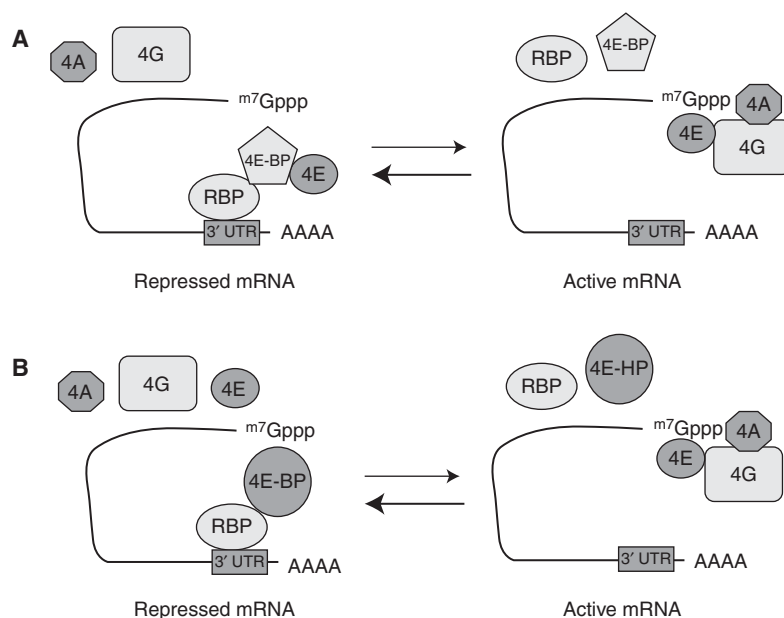 A
4A
4G
m7Gppp
4E-BP
4E
RBP
3′ UTR
AAAA
Repressed mRNA
RBP
4E-BP
m7Gppp
4A
4E
4G
3′ UTR
AAAA
Active mRNA
B
4A
4G
4E
m7Gppp
4E-BP
RBP
3′ UTR
AAAA
Repressed mRNA
RBP
4E-HP
m7Gppp
4A
4E
4G
3′ UTR
AAAA
Active mRNA